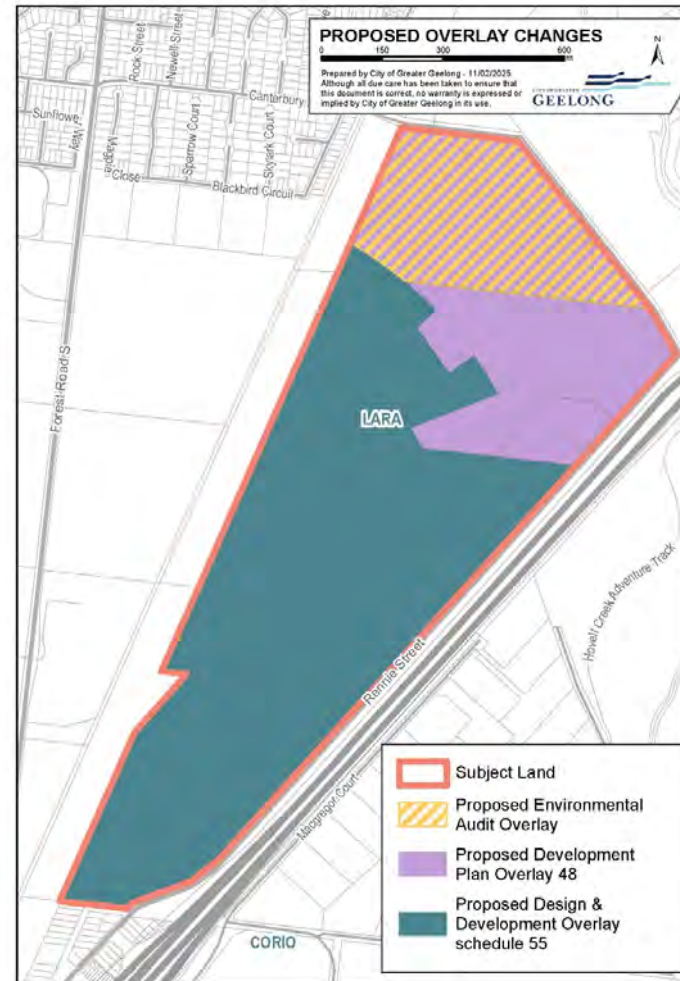 PROPOSED OVERLAY CHANGES
0 150 300 600
m
N
Prepared by City of Greater Geelong - 11/02/2025
Although all due care has been taken to ensure that
this document is correct, no warranty is expressed or
implied by City of Greater Geelong in its use.
CITY OF GREATER
GEELONG
Rock Street
Newell Street
Canterbury
Sunflower
Way
Magpie
Close
Sparrow Court
Skylark Court
Blackbird Circuit
Forest Road S
LARA
Hovell Creek Adventure Track
Rennie Street
Macgregor Court
CORIO
Subject Land
Proposed Environmental
Audit Overlay
Proposed Development
Plan Overlay 48
Proposed Design &
Development Overlay
schedule 55